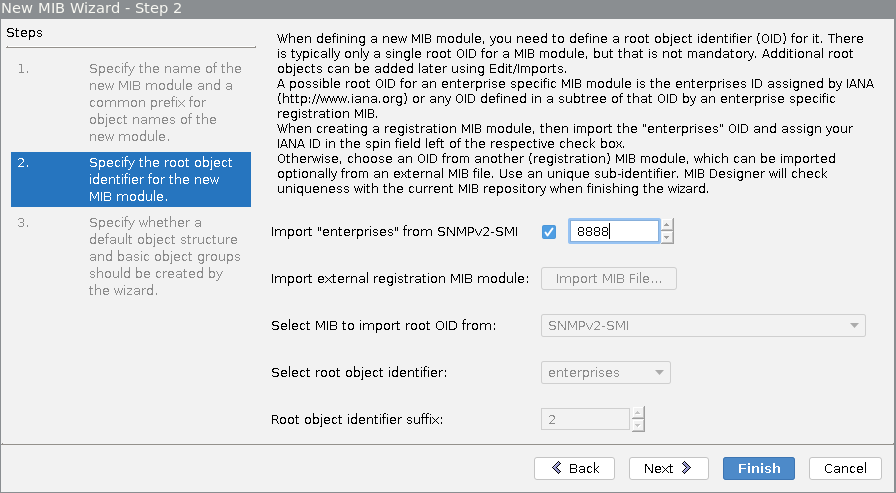 New MIB Wizard - Step 2
Steps
1. Specify the name of the
new MIB module and a
common prefix for
object names of the
new module.
2. Specify the root object
identifier for the new
MIB module.
3. Specify whether a
default object structure
and basic object groups
should be created by
the wizard.
When defining a new MIB module, you need to define a root object identifier (OID) for it. There
is typically only a single root OID for a MIB module, but that is not mandatory. Additional root
objects can be added later using Edit/Imports.
A possible root OID for an enterprise specific MIB module is the enterprises ID assigned by IANA
(http://www.iana.org) or any OID defined in a subtree of that OID by an enterprise specific
registration MIB.
When creating a registration MIB module, then import the "enterprises" OID and assign your
IANA ID in the spin field left of the respective check box.
Otherwise, choose an OID from another (registration) MIB module, which can be imported
optionally from an external MIB file. Use an unique sub-identifier. MIB Designer will check
uniqueness with the current MIB repository when finishing the wizard.
Import "enterprises" from SNMPv2-SMI 8888
Import external registration MIB module: Import MIB File...
Select MIB to import root OID from: SNMPv2-SMI
Select root object identifier: enterprises
Root object identifier suffix: 2
Back Next Finish Cancel